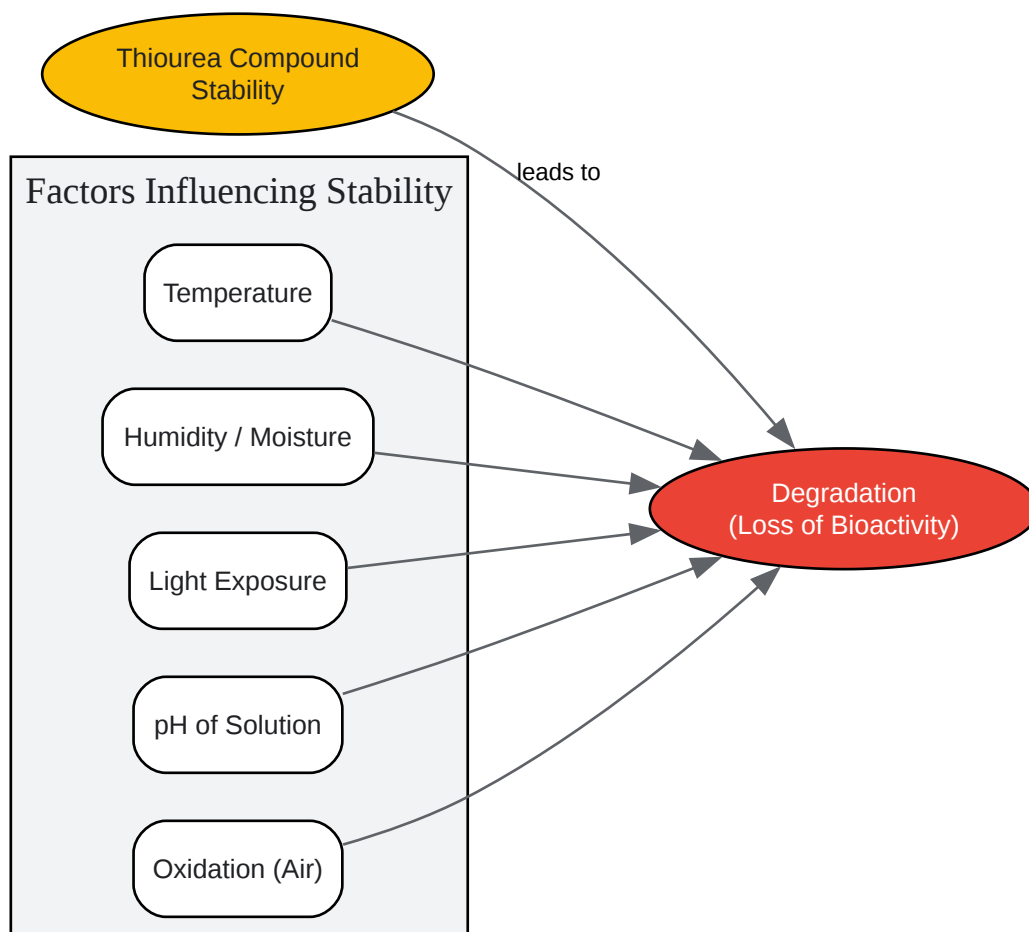 Thiourea Compound
Stability
leads to
Factors Influencing Stability
Temperature
Humidity / Moisture
Light Exposure
pH of Solution
Oxidation (Air)
Degradation
(Loss of Bioactivity)